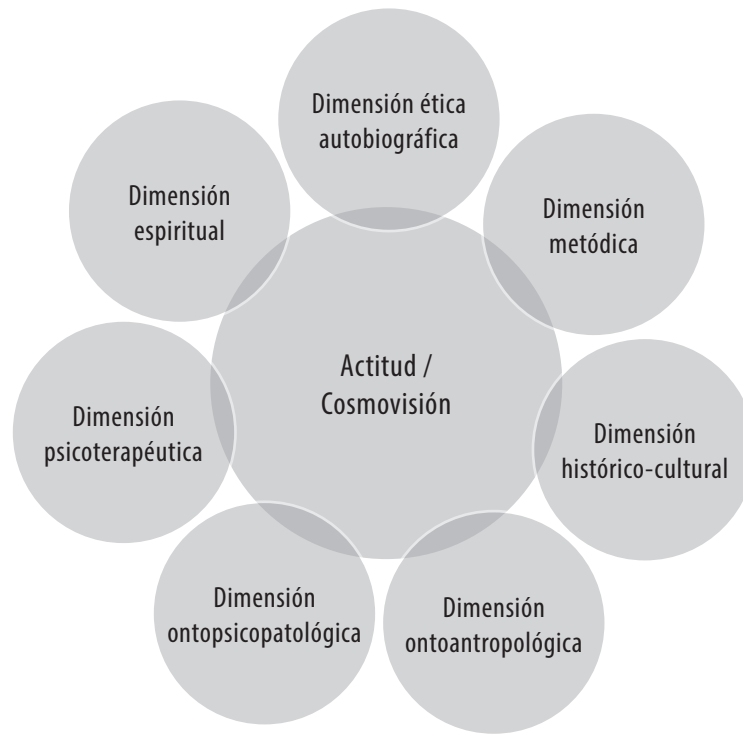 Dimensión ética
autobiográfica
Dimensión
metódica
Dimensión
histórico-cultural
Dimensión
ontoantropológica
Dimensión
ontopsicopatológica
Dimensión
psicoterapéutica
Dimensión
espiritual
Actitud /
Cosmovisión